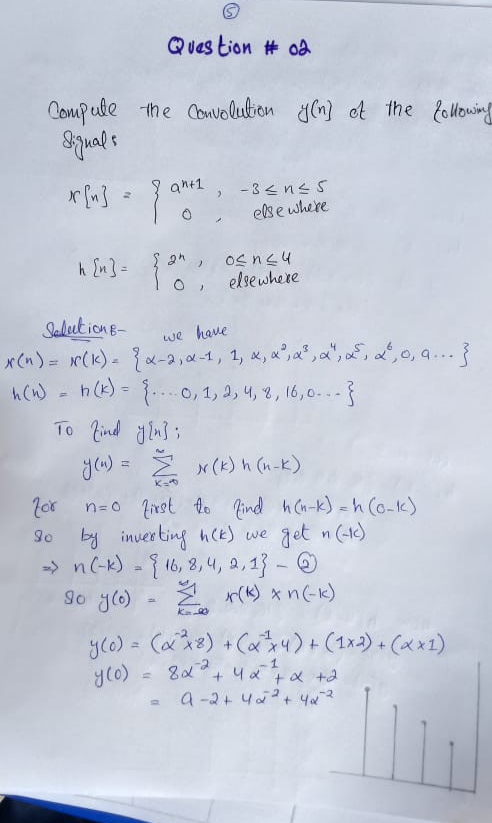 5
Question # 02
Compute the Convolution y[n] of the following
Signals
x[n] = { aⁿ⁺¹ , -3 ≤ n ≤ 5
0 , elsewhere
h[n] = { 2ⁿ , 0 ≤ n ≤ 4
0 , elsewhere
Solution:- we have
x(n) = x(k) = { α-2, α-1, 1, α, α², α³, α⁴, α⁵, α⁶, 0, 0... }
h(n) = h(k) = {.... 0, 1, 2, 4, 8, 16, 0... }
To find y[n];
y(n) = ∞ Σ k=∞ x(k) h(n-k)
for n=0 first to find h(n-k) = h(0-k)
so by inverting h(k) we get n(-k)
=> n(-k) = { 16, 8, 4, 2, 1 } - ②
So y(0) = ∞ Σ k=-∞ x(k) × n(-k)
y(0) = (α⁻²×8) + (α⁻¹×4) + (1×2) + (α×1)
y(0) = 8α⁻² + 4α⁻¹ + α + 2
= a - 2 + 4α⁻² + 4α⁻²